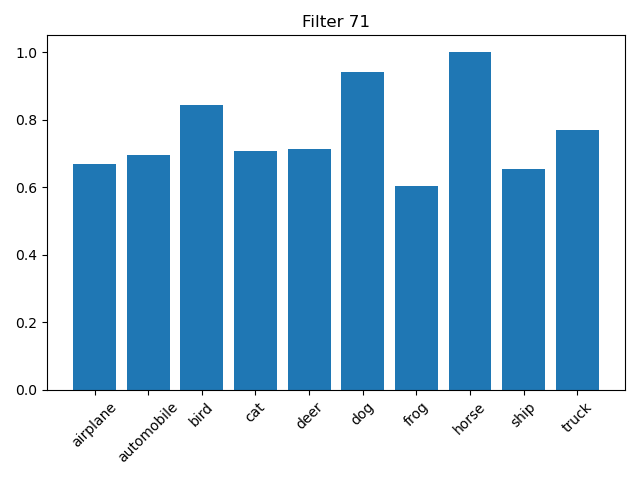 Filter 71
1.0
0.8
0.6
0.4
0.2
0.0
airplane
automobile
bird
cat
deer
dog
frog
horse
ship
truck